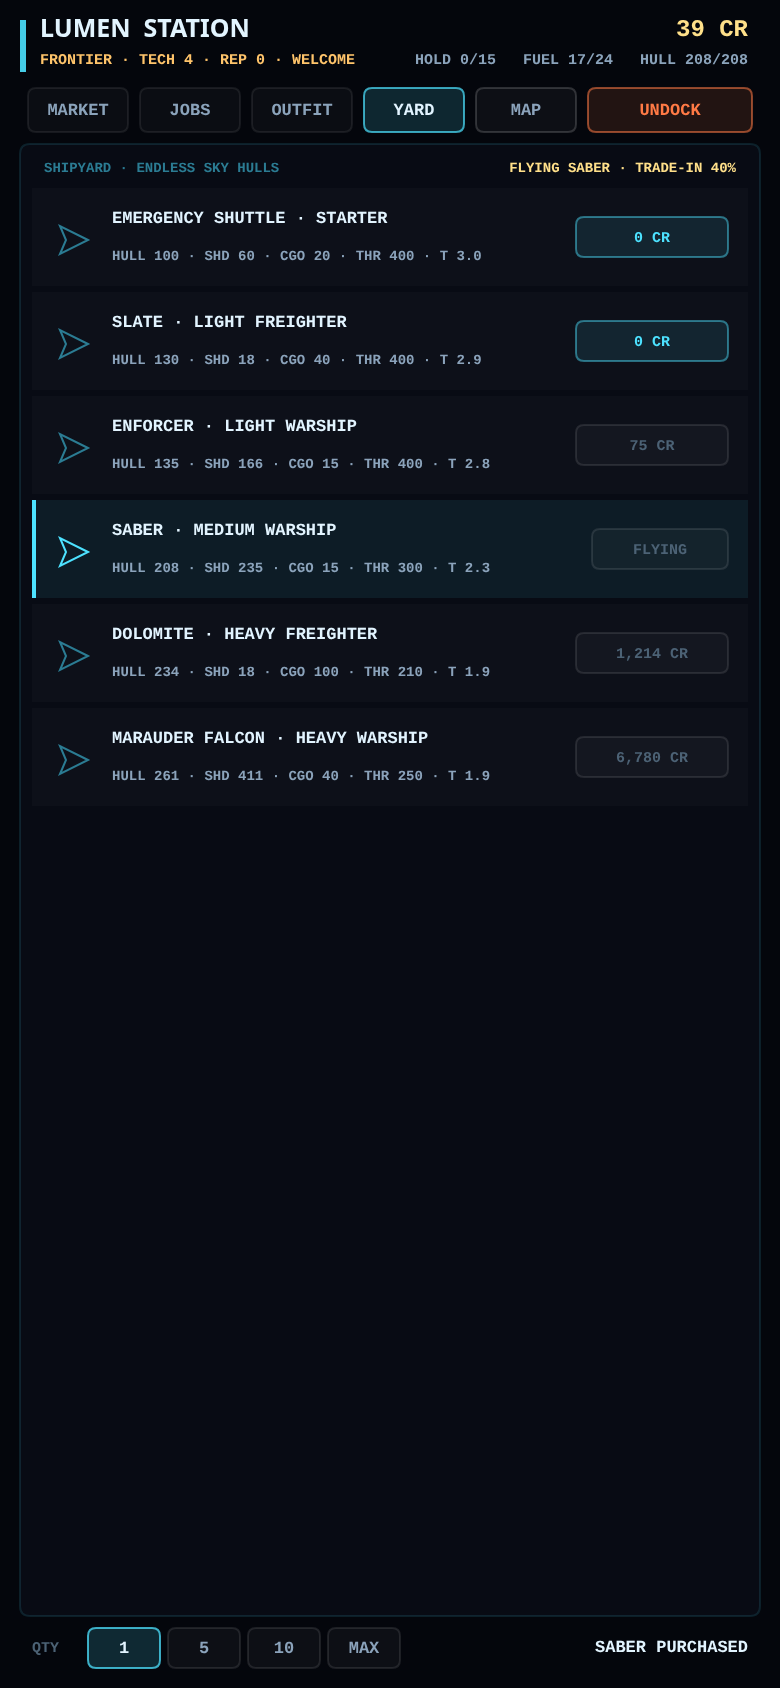 LUMEN STATION
39 CR
FRONTIER · TECH 4 · REP 0 · WELCOME
HOLD 0/15 FUEL 17/24 HULL 208/208
MARKET JOBS OUTFIT YARD MAP UNDOCK
SHIPYARD · ENDLESS SKY HULLS
FLYING SABER · TRADE-IN 40%
EMERGENCY SHUTTLE · STARTER
HULL 100 · SHD 60 · CGO 20 · THR 400 · T 3.0
0 CR
SLATE · LIGHT FREIGHTER
HULL 130 · SHD 18 · CGO 40 · THR 400 · T 2.9
0 CR
ENFORCER · LIGHT WARSHIP
HULL 135 · SHD 166 · CGO 15 · THR 400 · T 2.8
75 CR
SABER · MEDIUM WARSHIP
HULL 208 · SHD 235 · CGO 15 · THR 300 · T 2.3
FLYING
DOLOMITE · HEAVY FREIGHTER
HULL 234 · SHD 18 · CGO 100 · THR 210 · T 1.9
1,214 CR
MARAUDER FALCON · HEAVY WARSHIP
HULL 261 · SHD 411 · CGO 40 · THR 250 · T 1.9
6,780 CR
QTY 1 5 10 MAX
SABER PURCHASED